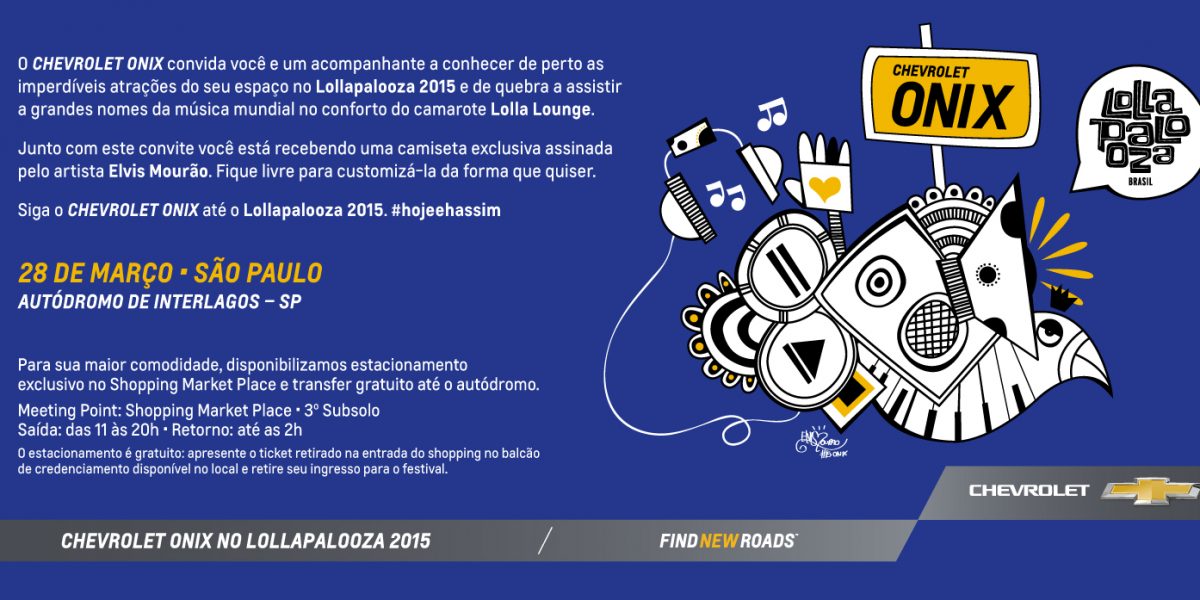 O CHEVROLET ONIX convida você e um acompanhante a conhecer de perto as
imperdíveis atrações do seu espaço no Lollapalooza 2015 e de quebra a assistir
a grandes nomes da música mundial no conforto do camarote Lolla Lounge.
Junto com este convite você está recebendo uma camiseta exclusiva assinada
pelo artista Elvis Mourão. Fique livre para customizá-la da forma que quiser.
Siga o CHEVROLET ONIX até o Lollapalooza 2015. #hojeehassim
28 DE MARÇO • SÃO PAULO
AUTÓDROMO DE INTERLAGOS – SP
Para sua maior comodidade, disponibilizamos estacionamento
exclusivo no Shopping Market Place e transfer gratuito até o autódromo.
Meeting Point: Shopping Market Place • 3º Subsolo
Saída: das 11 às 20h • Retorno: até as 2h
O estacionamento é gratuito: apresente o ticket retirado na entrada do shopping no balcão
de credenciamento disponível no local e retire seu ingresso para o festival.
CHEVROLET
ONIX
LOLLA
PALO
OZA
BRASIL
CHEVROLET
CHEVROLET ONIX NO LOLLAPALOOZA 2015 / FIND NEW ROADS™